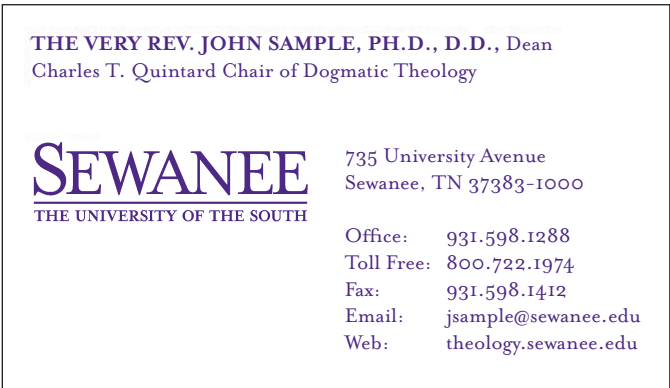 THE VERY REV. JOHN SAMPLE, PH.D., D.D., Dean
Charles T. Quintard Chair of Dogmatic Theology
SEWANEE
THE UNIVERSITY OF THE SOUTH
735 University Avenue
Sewanee, TN 37383-1000
Office: 931.598.1288
Toll Free: 800.722.1974
Fax: 931.598.1412
Email: jsample@sewanee.edu
Web: theology.sewanee.edu